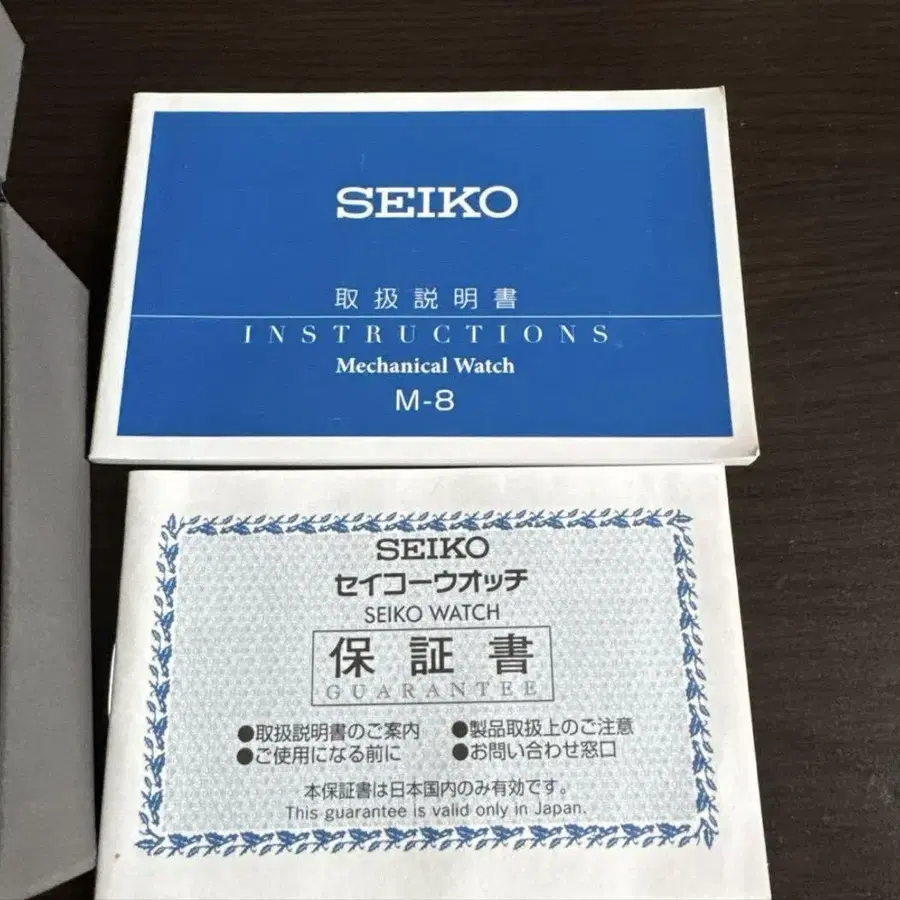 SEIKO
取扱説明書
INSTRUCTIONS
Mechanical Watch
M-8
SEIKO
セイコーウオッチ
SEIKO WATCH
保証書
GUARANTEE
●取扱説明書のご案内 ●製品取扱上のご注意
●ご使用になる前に ●お問い合わせ窓口
本保証書は日本国内のみ有効です。
This guarantee is valid only in Japan.